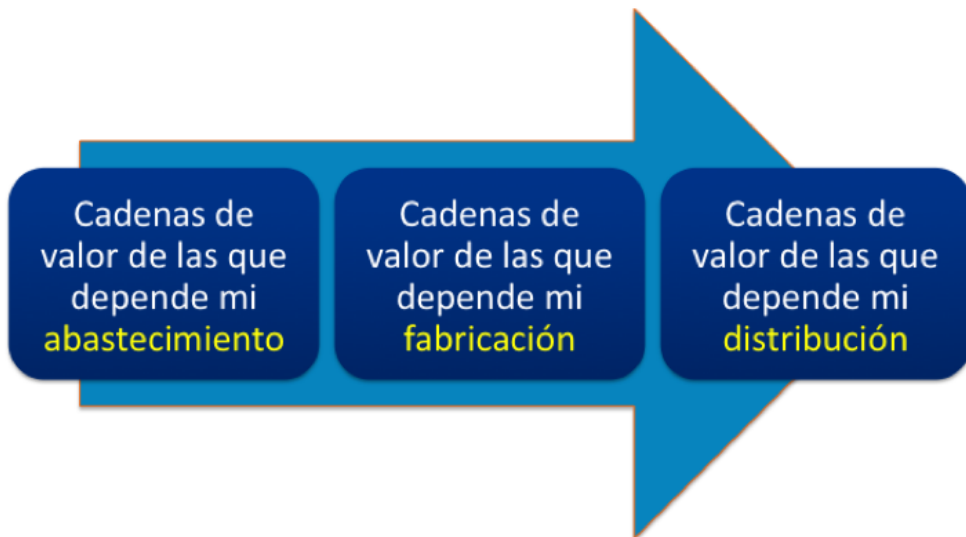 Cadenas de
valor de las que
depende mi
abastecimiento
Cadenas de
valor de las que
depende mi
fabricación
Cadenas de
valor de las que
depende mi
distribución